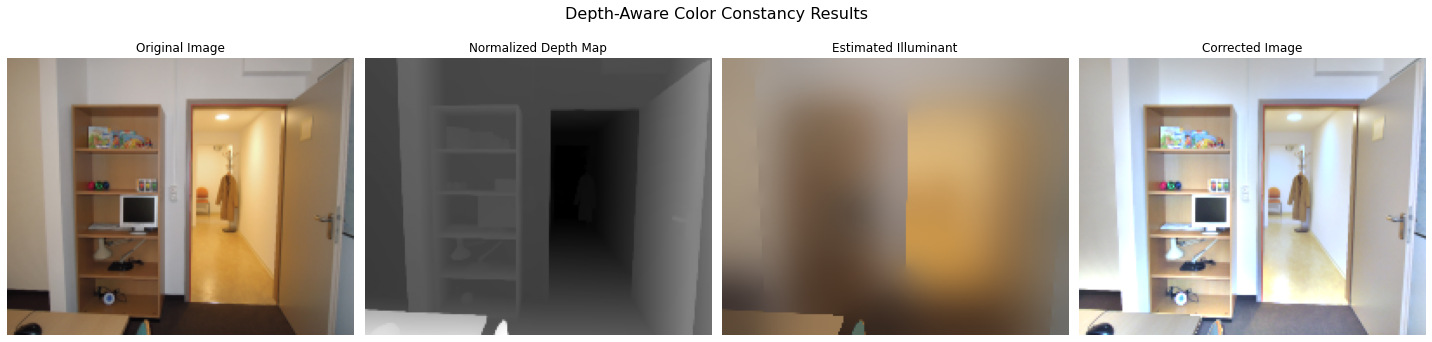 Depth-Aware Color Constancy Results
Original Image
Normalized Depth Map
Estimated Illuminant
Corrected Image